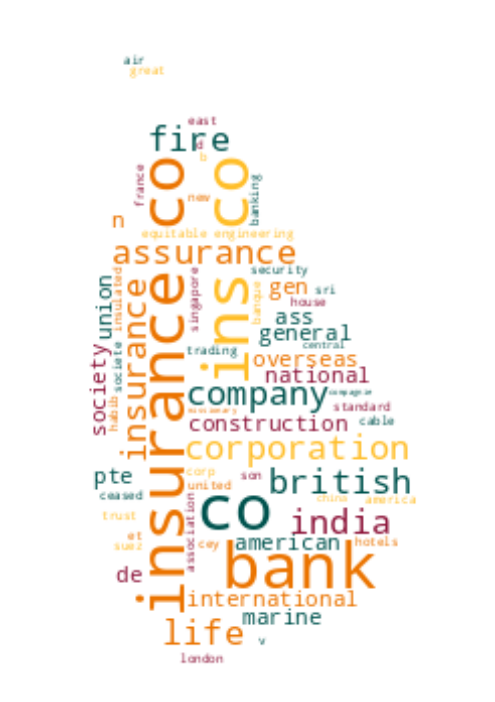 air
great
east
fire
d
b
co
co
france
new
banking
n
equitable engineering
assurance
security
union
insulated
insurance
insurance
singapore
ins
banque
gen
sri
house
ass
general
central
trading
overseas
society
societe
habib
national
company
compagnie
standard
construction
cable
corporation
pte
corp
son
british
ceased
united
china
america
trust
association
co
india
et
suez
cey
american
hotels
de
bank
international
marine
life
v
london